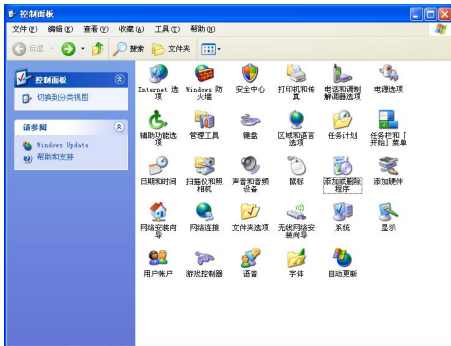 控制面板
文件(F) 编辑(E) 查看(V) 收藏(A) 工具(T) 帮助(H)
后退 搜索 文件夹
控制面板
切换到分类视图
请参阅
Windows Update
帮助和支持
Internet 选项
Windows 防火墙
安全中心
打印机和传真
电话和调制解调器选项
电源选项
辅助功能选项
管理工具
键盘
区域和语言选项
任务计划
任务栏和「开始」菜单
日期和时间
扫描仪和照相机
声音和音频设备
鼠标
添加或删除程序
添加硬件
网络安装向导
网络连接
文件夹选项
无线网络安装向导
系统
显示
用户帐户
游戏控制器
语音
字体
自动更新